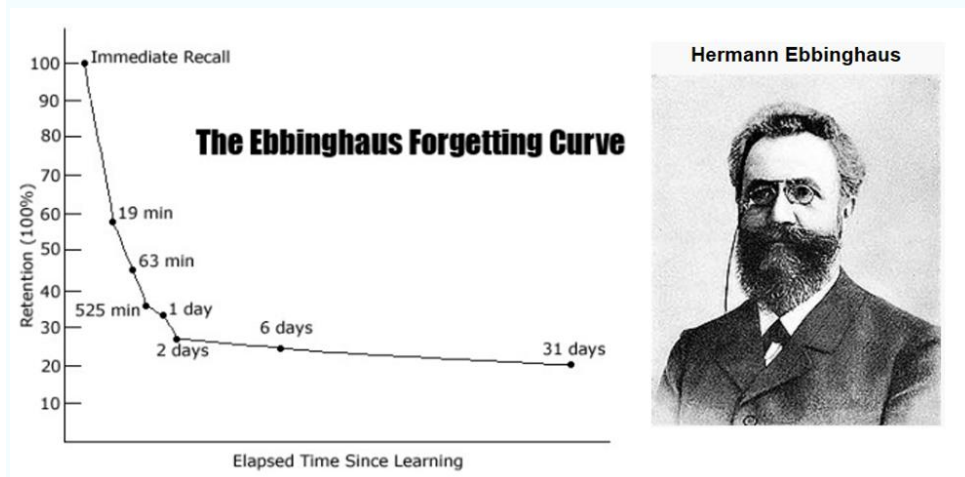 Hermann Ebbinghaus
The Ebbinghaus Forgetting Curve
Retention (100%)
100
90
80
70
60
50
40
30
20
10
Immediate Recall
19 min
63 min
525 min
1 day
2 days
6 days
31 days
Elapsed Time Since Learning